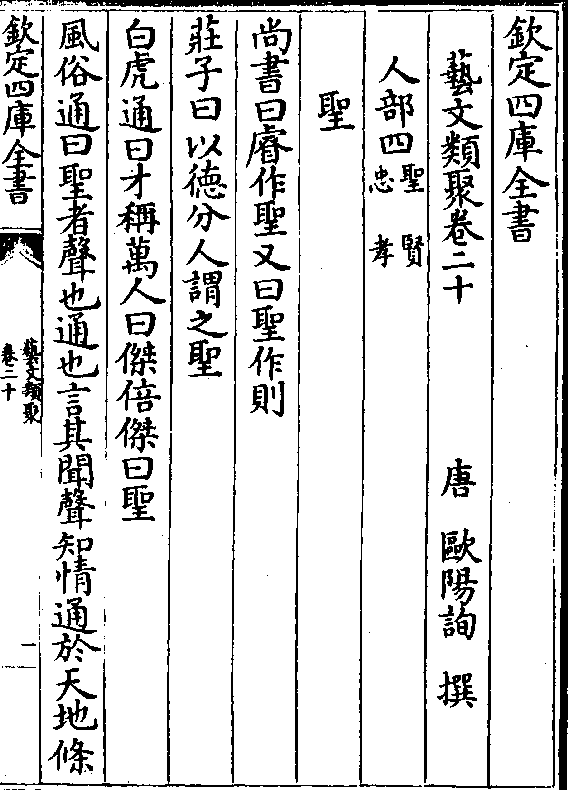 欽定四庫全書
藝文類聚卷二十
唐 歐陽詢 撰
人部四 聖 賢
忠 孝
聖
尚書曰睿作聖又曰聖作則
莊子曰以徳分人謂之聖
白虎通曰才稱萬人曰傑倍傑曰聖
風俗通曰聖者聲也通也言其聞聲知情通於天地條
欽定四庫全書
藝文類聚
卷二十
一